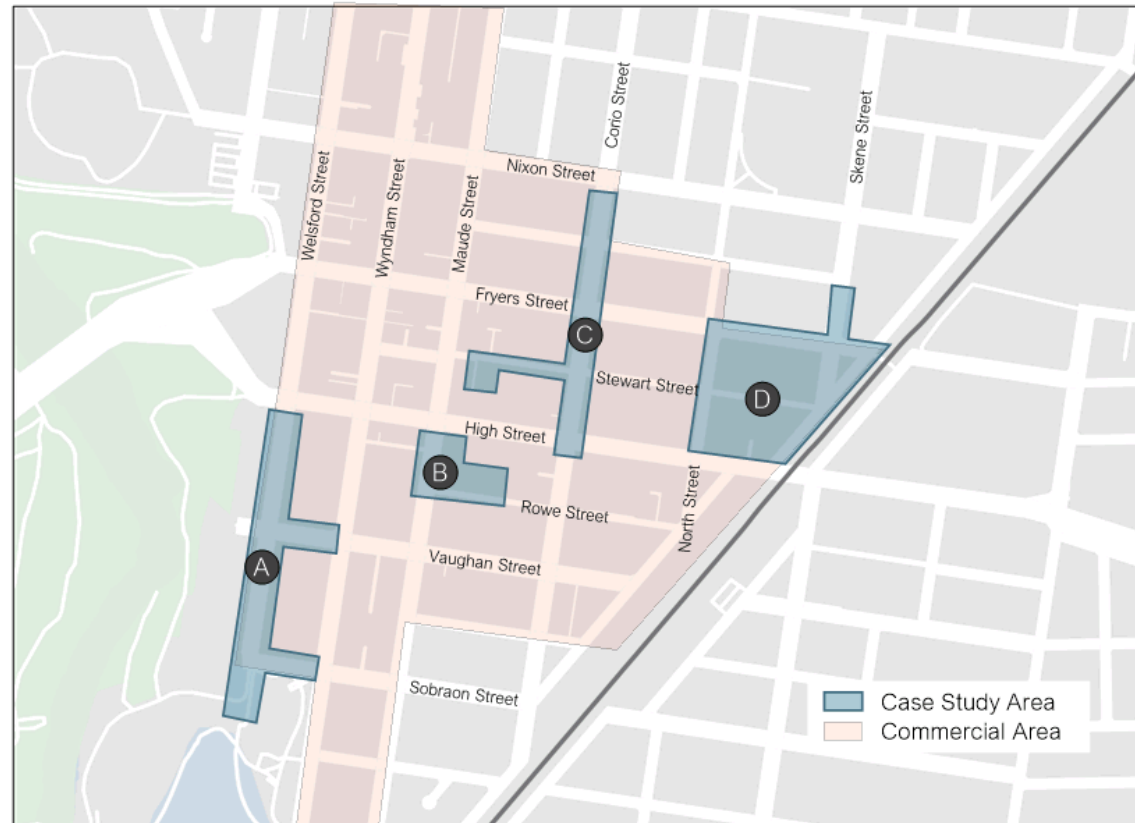 Corio Street
Skene Street
Nixon Street
Welsford Street
Wyndham Street
Maude Street
Fryers Street
C
Stewart Street
D
High Street
B
Rowe Street
North Street
Vaughan Street
A
Sobraon Street
Case Study Area
Commercial Area